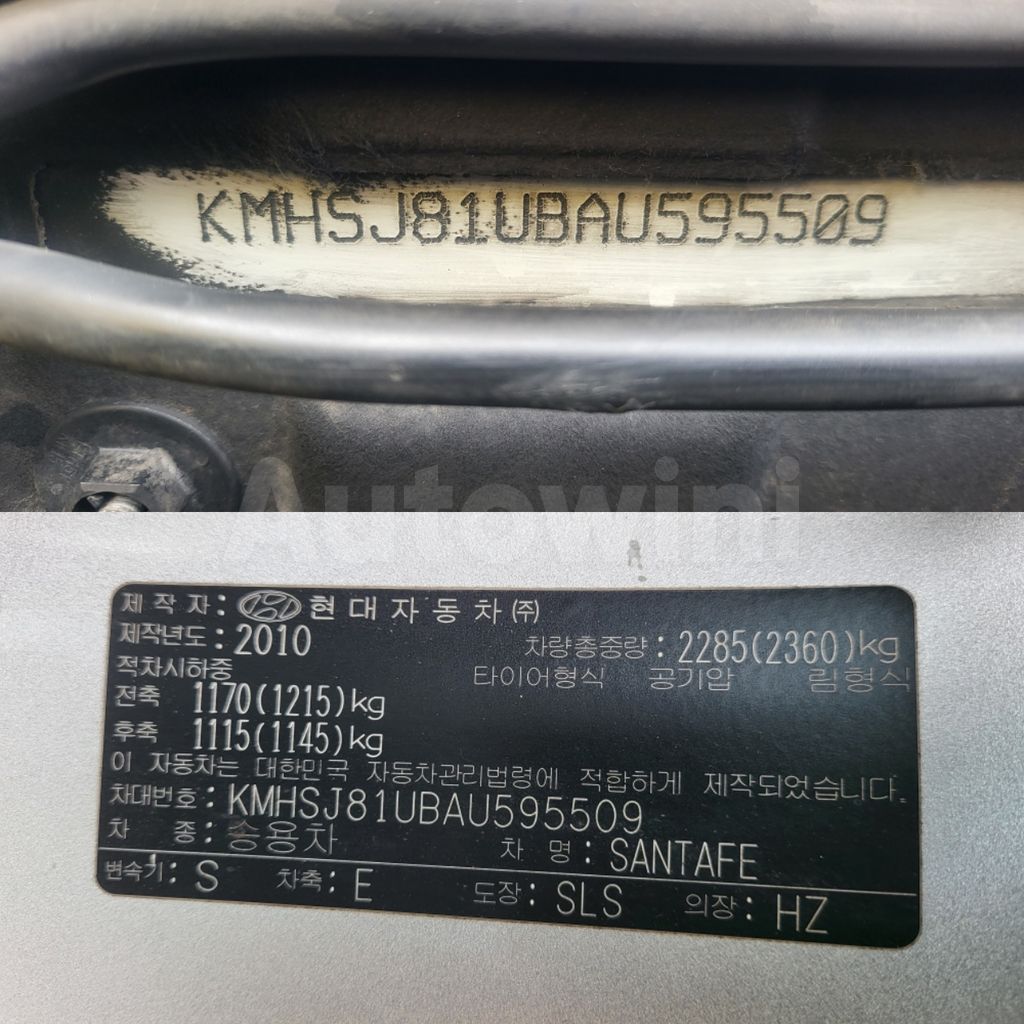 KMHSJ81UBAU595509
Autowini
제 작 자 : 현대자동차㈜
제작년도 : 2010 차량총중량 : 2285(2360)kg
적차시하중 타이어형식 공기압 림형식
전축 1170(1215)kg
후축 1115(1145)kg
이 자동차는 대한민국 자동차관리법령에 적합하게 제작되었습니다.
차대번호 : KMHSJ81UBAU595509
차 종 : 승용차 차 명 : SANTAFE
변속기 : S 차축 : E 도장 : SLS 의장 : HZ